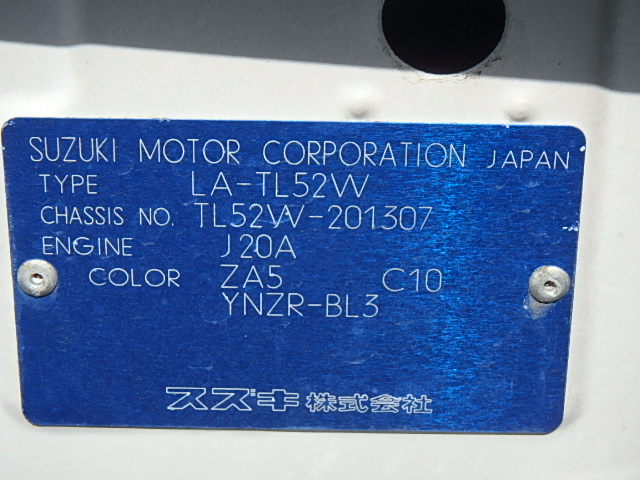 SUZUKI MOTOR CORPORATION JAPAN
TYPE LA-TL52W
CHASSIS NO. TL52W-201307
ENGINE J20A
COLOR ZA5 C10
YNZR-BL3
スズキ株式会社